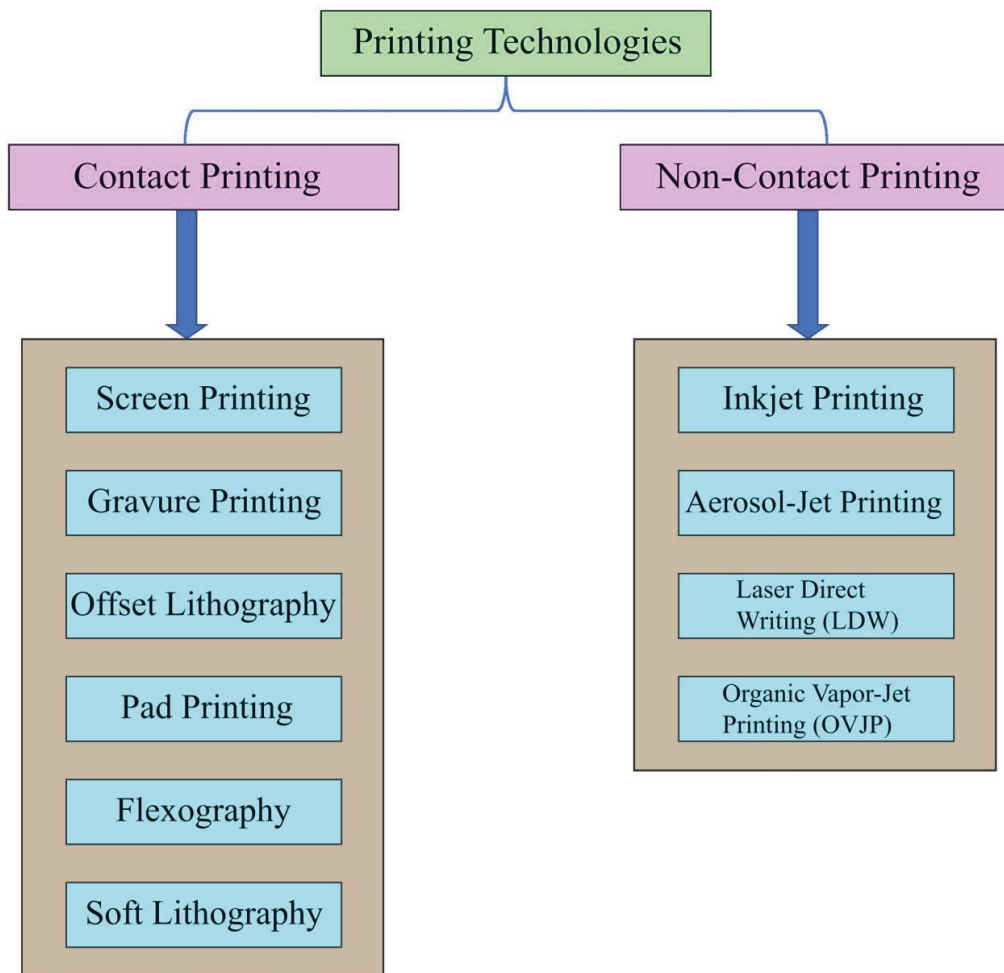 Printing Technologies
Contact Printing
Non-Contact Printing
Screen Printing
Gravure Printing
Offset Lithography
Pad Printing
Flexography
Soft Lithography
Inkjet Printing
Aerosol-Jet Printing
Laser Direct
Writing (LDW)
Organic Vapor-Jet
Printing (OVJP)